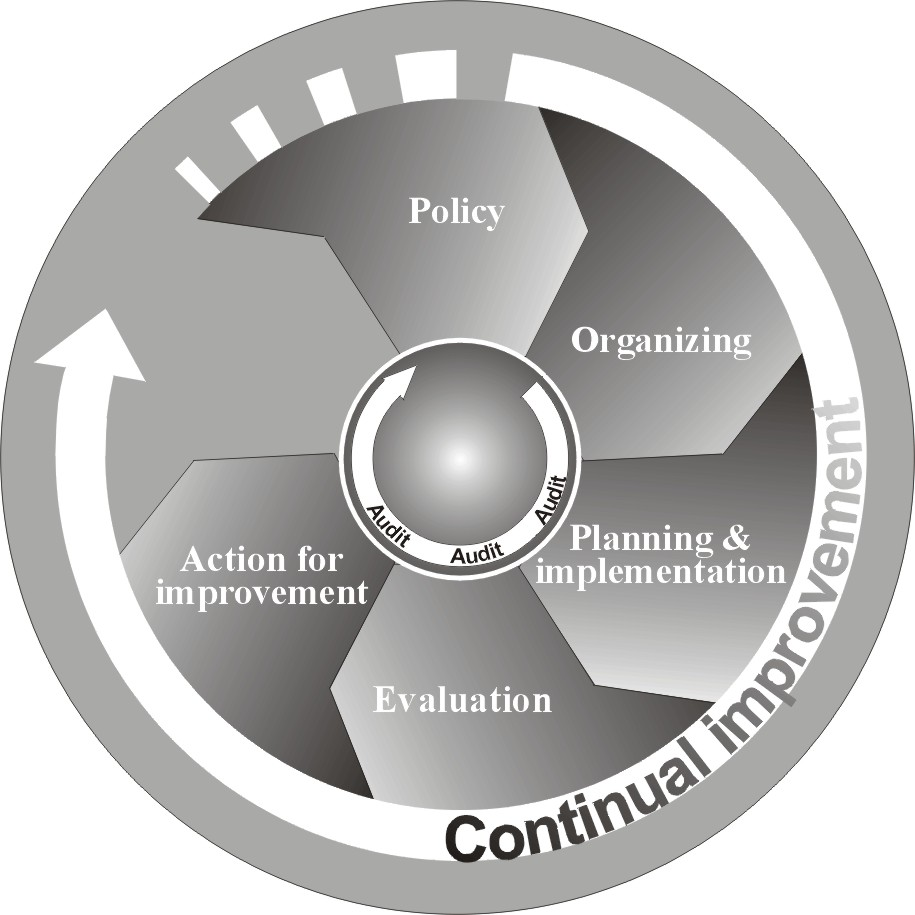 Policy
Organizing
Planning &
implementation
Evaluation
Action for
improvement
Audit
Audit
Audit
Continual improvement